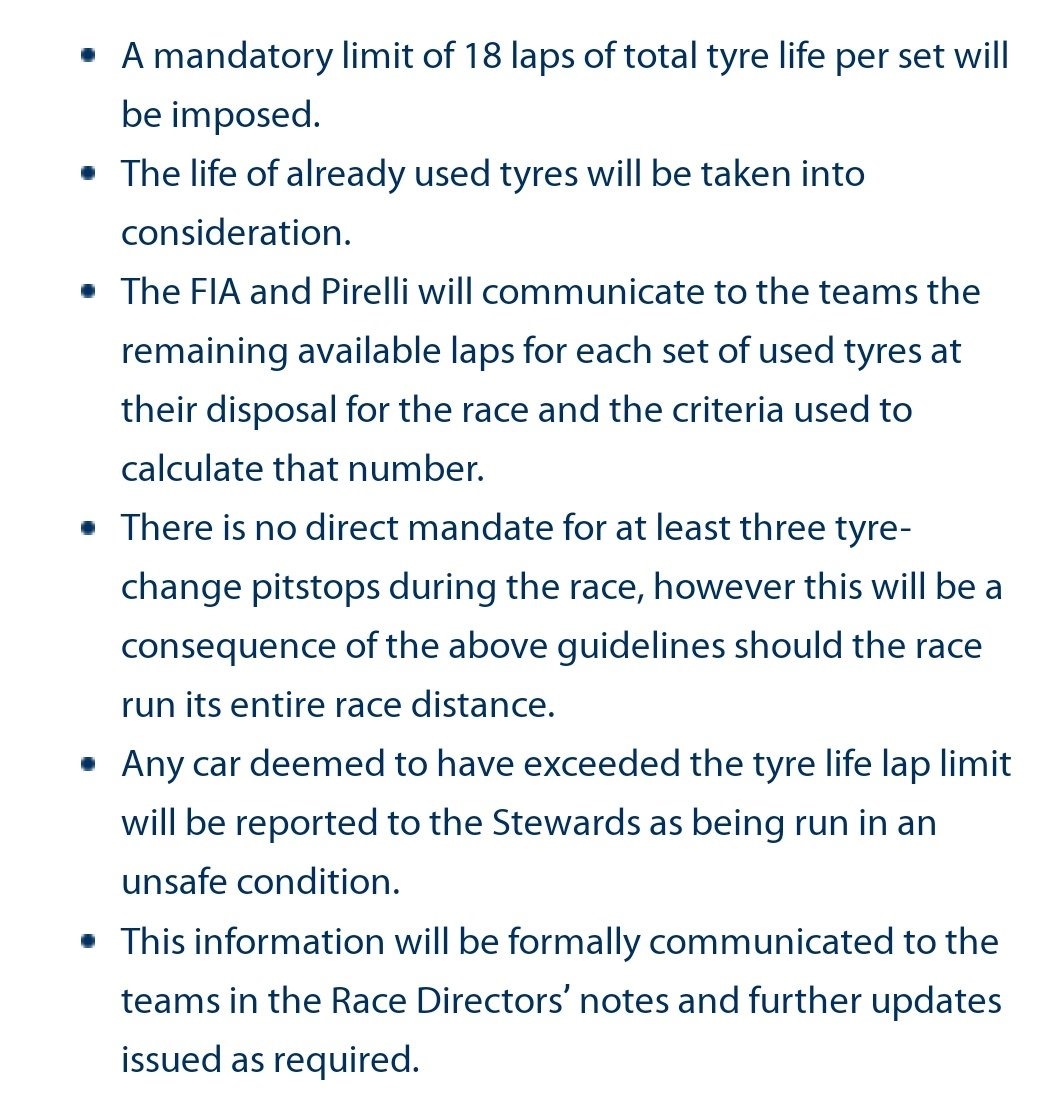 • A mandatory limit of 18 laps of total tyre life per set will
be imposed.
• The life of already used tyres will be taken into
consideration.
• The FIA and Pirelli will communicate to the teams the
remaining available laps for each set of used tyres at
their disposal for the race and the criteria used to
calculate that number.
• There is no direct mandate for at least three tyre-
change pitstops during the race, however this will be a
consequence of the above guidelines should the race
run its entire race distance.
• Any car deemed to have exceeded the tyre life lap limit
will be reported to the Stewards as being run in an
unsafe condition.
• This information will be formally communicated to the
teams in the Race Directors’ notes and further updates
issued as required.